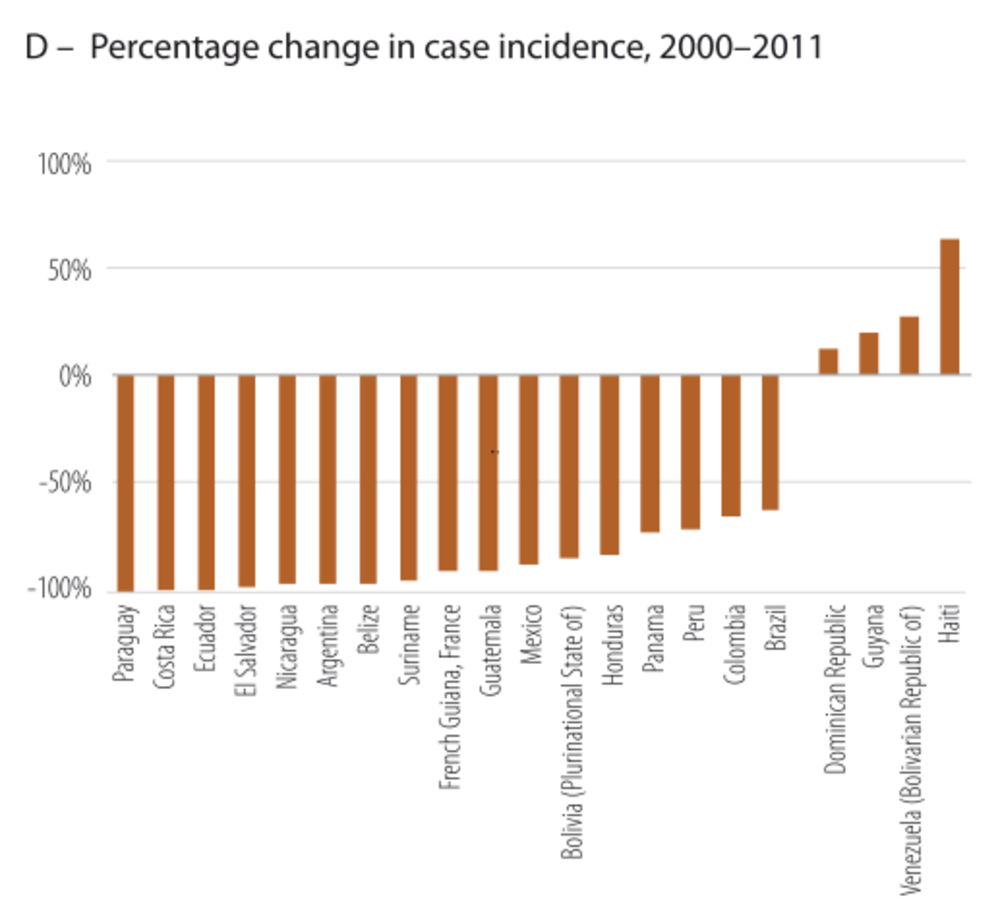 D – Percentage change in case incidence, 2000–2011
100%
50%
0%
-50%
-100%
Paraguay
Costa Rica
Ecuador
El Salvador
Nicaragua
Argentina
Belize
Suriname
French Guiana, France
Guatemala
Mexico
Bolivia (Plurinational State of)
Honduras
Panama
Peru
Colombia
Brazil
Dominican Republic
Guyana
Venezuela (Bolivarian Republic of)
Haiti